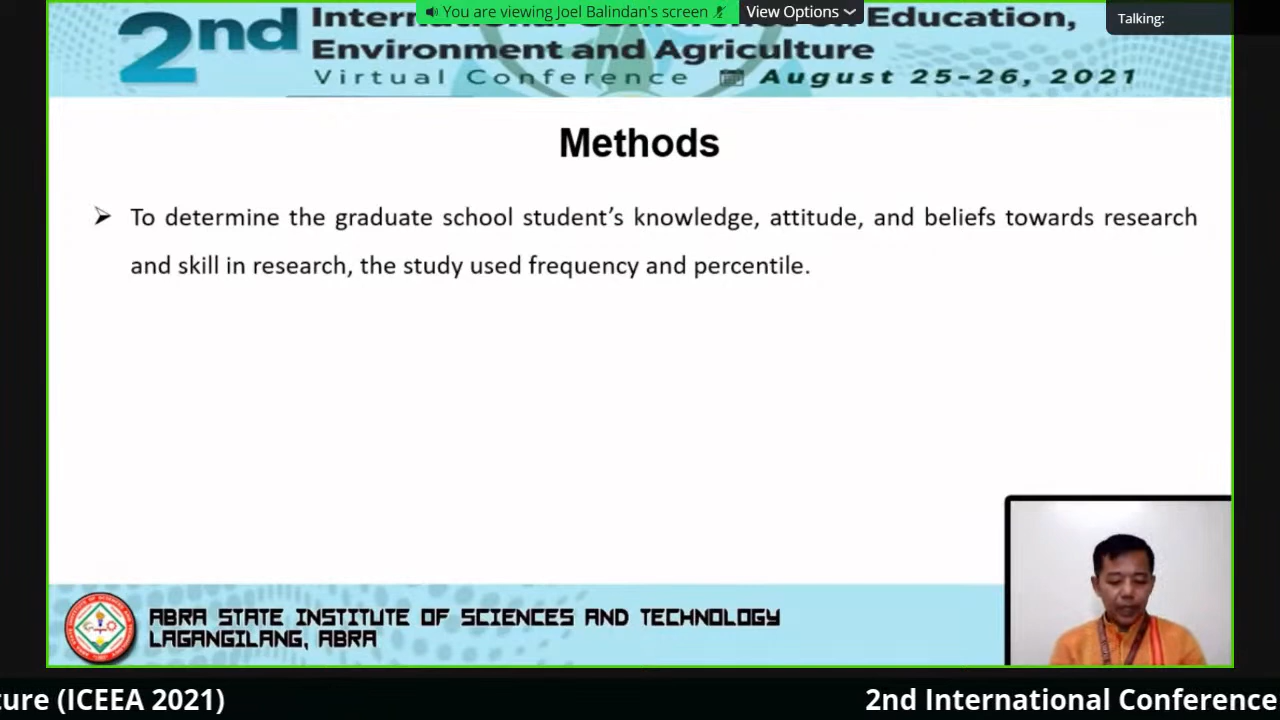 You are viewing Joel Balindan's screen
View Options
Talking:
2nd
Education,
Environment and Agriculture
Virtual Conference August 25-26, 2021
Methods
To determine the graduate school student’s knowledge, attitude, and beliefs towards research
and skill in research, the study used frequency and percentile.
ABRA STATE INSTITUTE OF SCIENCES AND TECHNOLOGY
LAGANGILANG, ABRA
ture (ICEEA 2021)
2nd International Conference